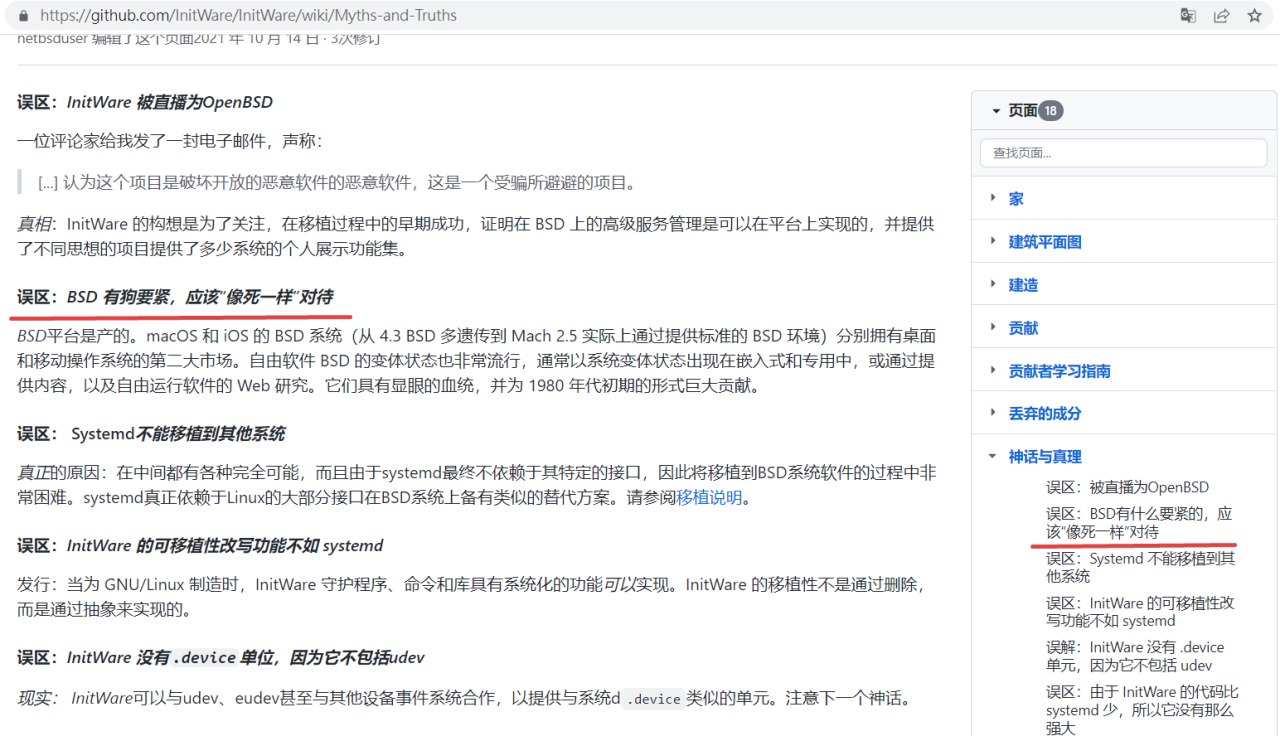 https://github.com/InitWare/InitWare/wiki/Myths-and-Truths
netbsduser 编辑了这个页面2021 年 10 月 14 日 · 3次修订
误区：InitWare 被直播为OpenBSD
一位评论家给我发了一封电子邮件，声称：
[...] 认为这个项目是破坏开放的恶意软件的恶意软件，这是一个受骗所避避的项目。
真相：InitWare 的构想是为了关注，在移植过程中的早期成功，证明在 BSD 上的高级服务管理是可以在平台上实现的，并提供
了不同思想的项目提供了多少系统的个人展示功能集。
误区：BSD 有狗要紧，应该“像死一样”对待
BSD平台是产的。macOS 和 iOS 的 BSD 系统（从 4.3 BSD 多遗传到 Mach 2.5 实际上通过提供标准的 BSD 环境）分别拥有桌面
和移动操作系统的第二大市场。自由软件 BSD 的变体状态也非常流行，通常以系统变体状态出现在嵌入式和专用中，或通过提
供内容，以及自由运行软件的 Web 研究。它们具有显眼的血统，并为 1980 年代初期的形式巨大贡献。
误区： Systemd不能移植到其他系统
真正的原因：在中间都有各种完全可能，而且由于systemd最终不依赖于其特定的接口，因此将移植到BSD系统软件的过程中非
常困难。systemd真正依赖于Linux的大部分接口在BSD系统上备有类似的替代方案。请参阅移植说明。
误区：InitWare 的可移植性改写功能不如 systemd
发行：当为 GNU/Linux 制造时，InitWare 守护程序、命令和库具有系统化的功能可以实现。InitWare 的移植性不是通过删除，
而是通过抽象来实现的。
误区：InitWare 没有 .device 单位，因为它不包括udev
现实： InitWare可以与udev、eudev甚至与其他设备事件系统合作，以提供与系统d .device 类似的单元。注意下一个神话。
页面 18
查找页面...
家
建筑平面图
建造
贡献
贡献者学习指南
丢弃的成分
神话与真理
误区：被直播为OpenBSD
误区：BSD有什么要紧的，应
该“像死一样”对待
误区：Systemd 不能移植到其
他系统
误区：InitWare 的可移植性改
写功能不如 systemd
误解：InitWare 没有 .device
单元，因为它不包括 udev
误区：由于 InitWare 的代码比
systemd 少，所以它没有那么
强大